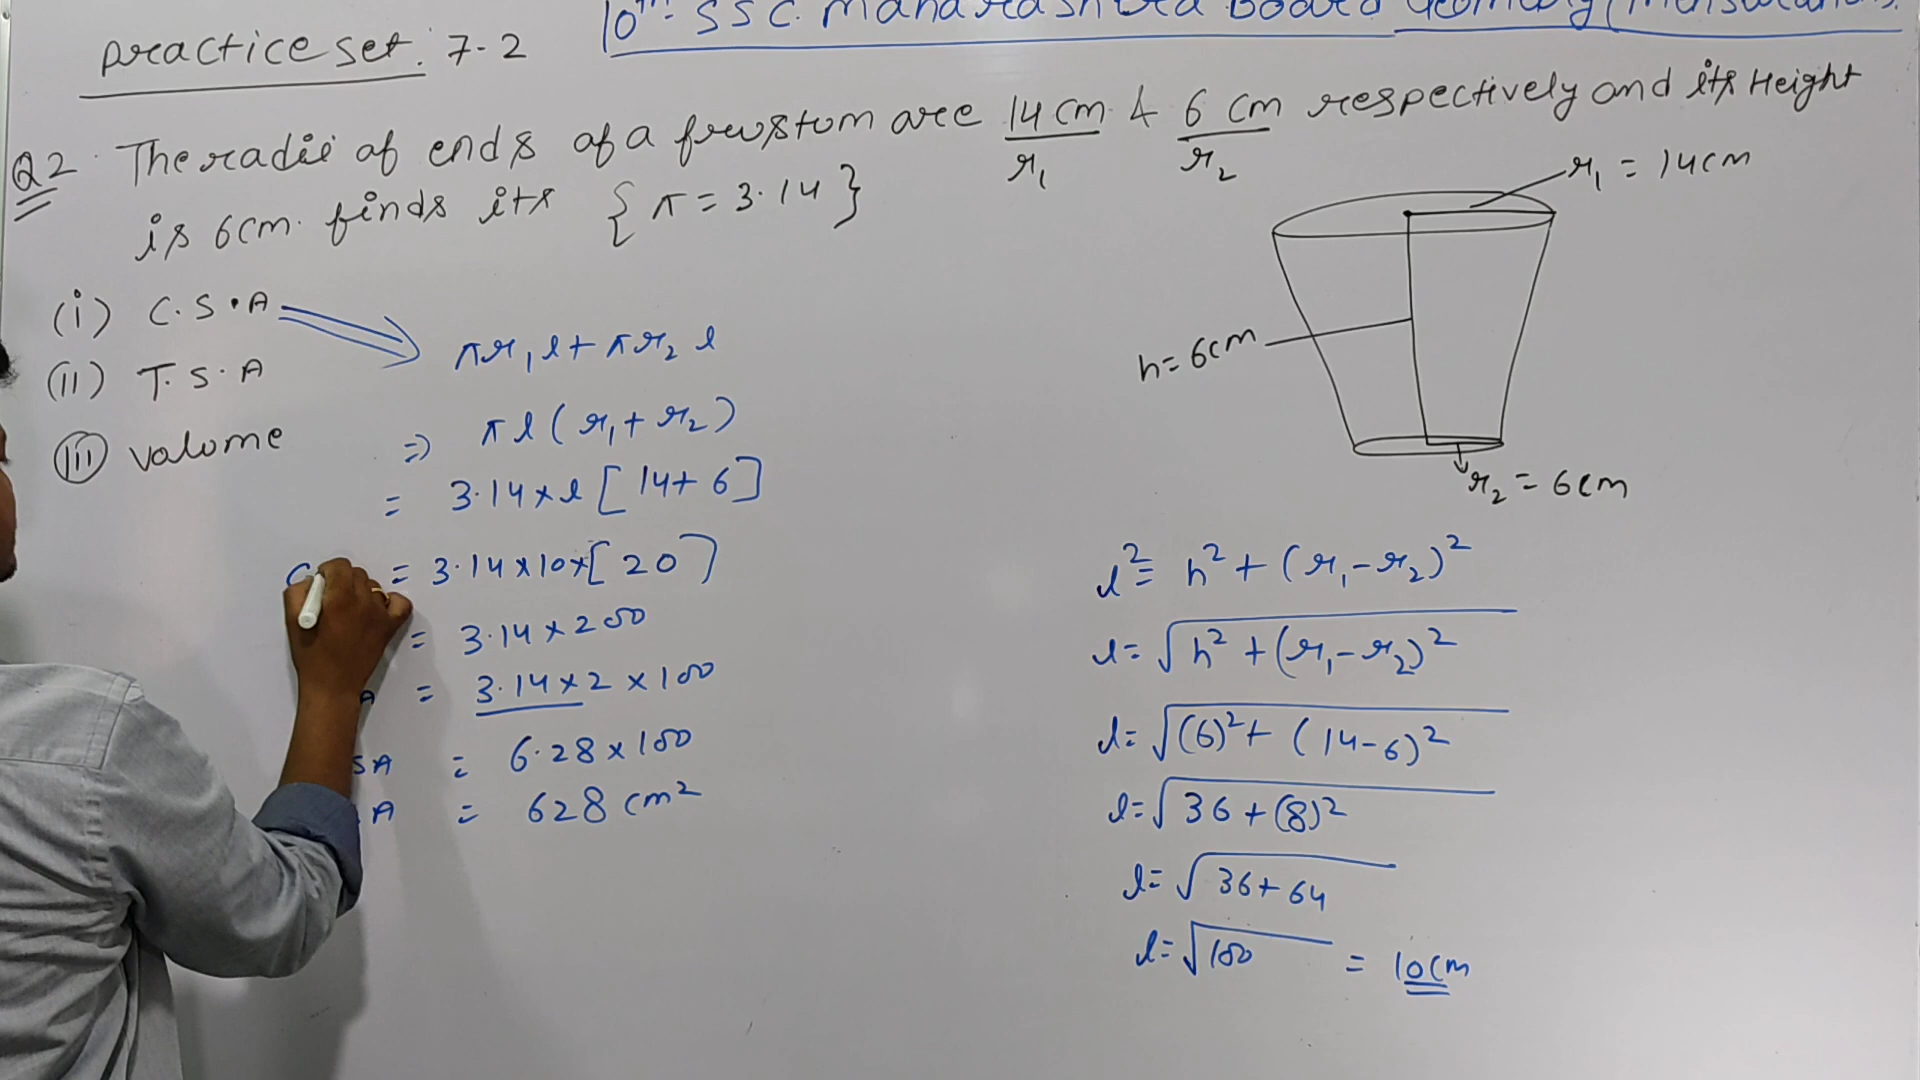 10th SSC. Maharashtra Board Geometry (Mensuration)
practice set: 7.2
Q2. The radii of ends of a frustum are 14 cm & 6 cm respectively and its Height
r₁ r₂
is 6cm. finds its {π = 3.14}
(i) C.S.A
(ii) T.S.A
(iii) valume
πr₁l + πr₂l
⇒ πl(r₁ + r₂)
= 3.14 × l [14 + 6]
= 3.14 × 10 × [20]
= 3.14 × 200
A = 3.14 × 2 × 100
SA = 6.28 × 100
.A = 628 cm²
r₁ = 14cm
h = 6cm
r₂ = 6cm
l² = h² + (r₁ - r₂)²
l = √h² + (r₁ - r₂)²
l = √(6)² + (14 - 6)²
l = √36 + (8)²
l = √36 + 64
l = √100 = 10cm